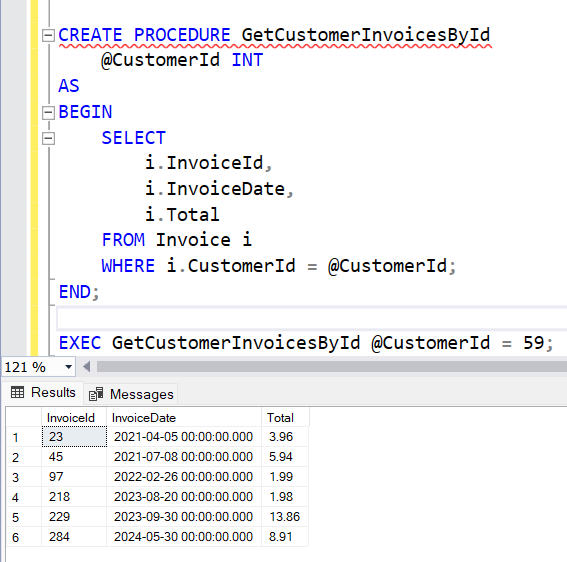 CREATE PROCEDURE GetCustomerInvoicesById
@CustomerId INT
AS
BEGIN
SELECT
i.InvoiceId,
i.InvoiceDate,
i.Total
FROM Invoice i
WHERE i.CustomerId = @CustomerId;
END;
EXEC GetCustomerInvoicesById @CustomerId = 59;
121 %
Results Messages
InvoiceId InvoiceDate Total
1 23 2021-04-05 00:00:00.000 3.96
2 45 2021-07-08 00:00:00.000 5.94
3 97 2022-02-26 00:00:00.000 1.99
4 218 2023-08-20 00:00:00.000 1.98
5 229 2023-09-30 00:00:00.000 13.86
6 284 2024-05-30 00:00:00.000 8.91